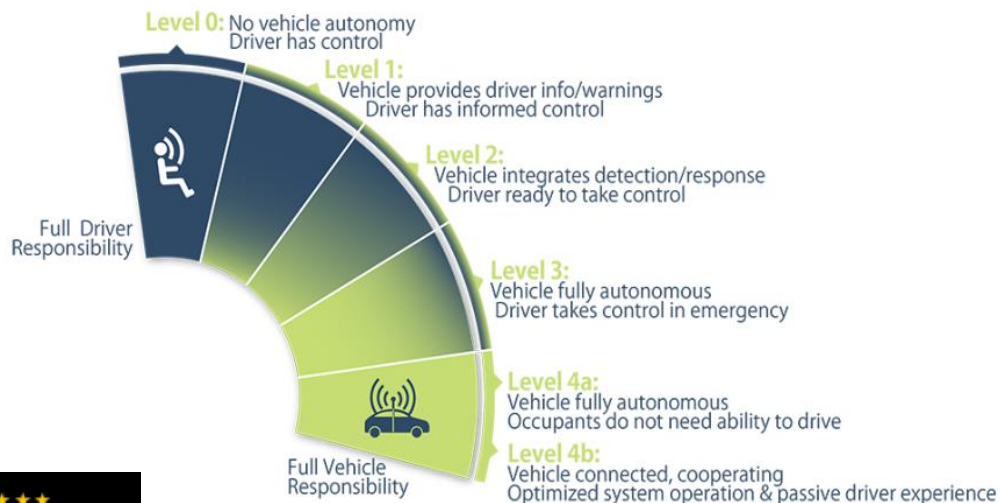 Level 0: No vehicle autonomy
Driver has control
Level 1:
Vehicle provides driver info/warnings
Driver has informed control
Level 2:
Vehicle integrates detection/response
Driver ready to take control
Full Driver
Responsibility
Level 3:
Vehicle fully autonomous
Driver takes control in emergency
Level 4a:
Vehicle fully autonomous
Occupants do not need ability to drive
Level 4b:
Vehicle connected, cooperating
Optimized system operation & passive driver experience
Full Vehicle
Responsibility